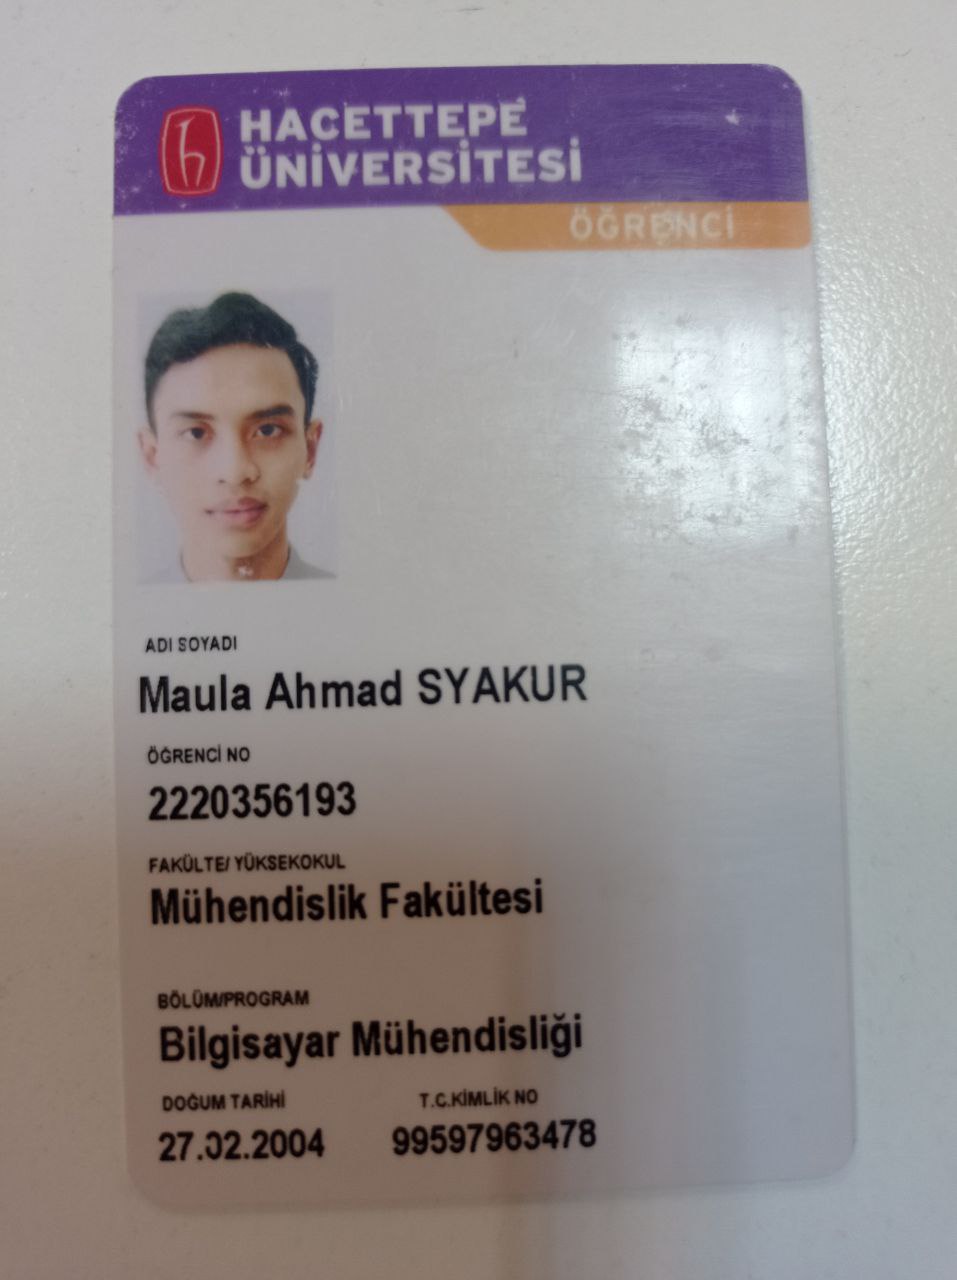 HACETTEPE
ÜNİVERSİTESİ
ÖĞRENCİ
ADI SOYADI
Maula Ahmad SYAKUR
ÖĞRENCİ NO
2220356193
FAKÜLTE/ YÜKSEKOKUL
Mühendislik Fakültesi
BÖLÜM/PROGRAM
Bilgisayar Mühendisliği
DOĞUM TARİHİ T.C.KİMLİK NO
27.02.2004 99597963478